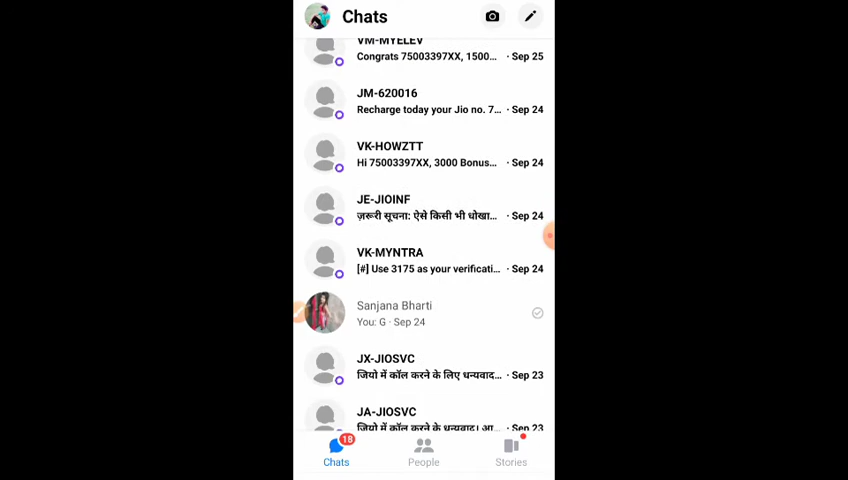 Chats
VM-MYELEV
Congrats 75003397XX, 1500... · Sep 25
JM-620016
Recharge today your Jio no. 7... · Sep 24
VK-HOWZTT
Hi 75003397XX, 3000 Bonus... · Sep 24
JE-JIOINF
ज़रूरी सूचना: ऐसे किसी भी धोखा... · Sep 24
VK-MYNTRA
[#] Use 3175 as your verificati... · Sep 24
Sanjana Bharti
You: G · Sep 24
JX-JIOSVC
जियो में कॉल करने के लिए धन्यवाद... · Sep 23
JA-JIOSVC
जियो में कॉल करने के धन्यवाद। आ... · Sep 23
18
Chats People Stories